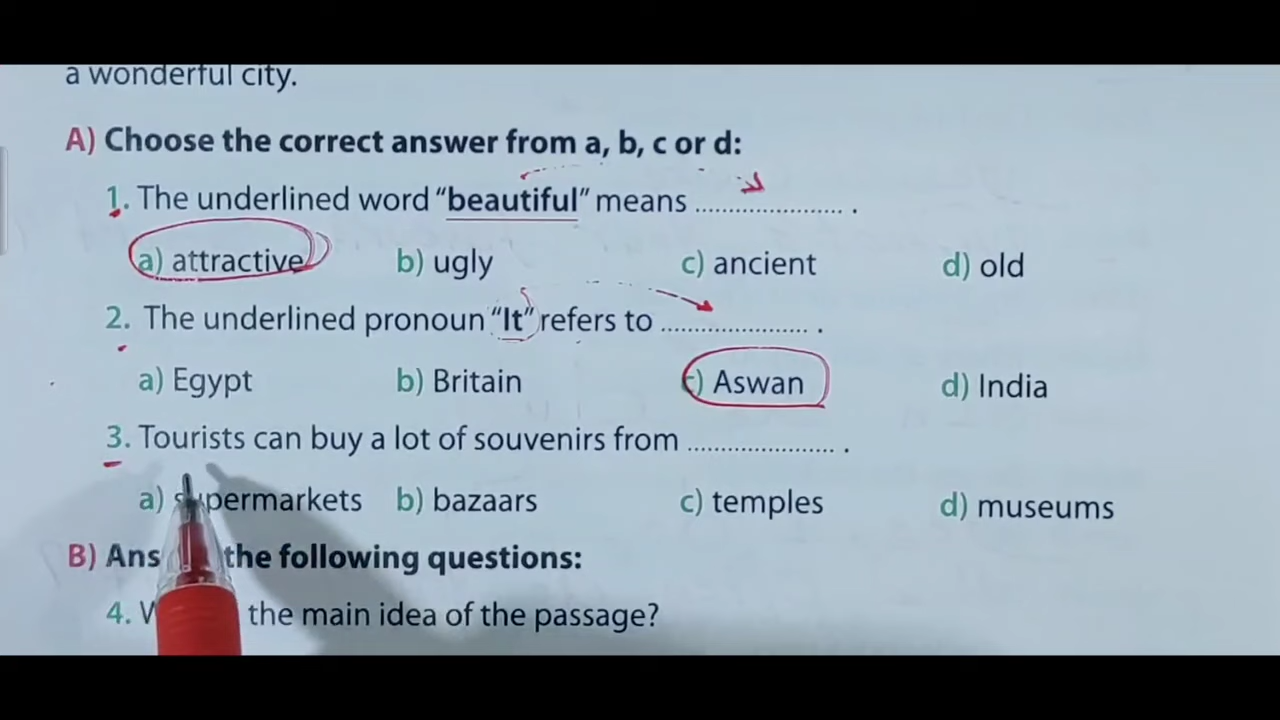 a wonderful city.
A) Choose the correct answer from a, b, c or d:
1. The underlined word “beautiful” means ..................... .
a) attractive b) ugly c) ancient d) old
2. The underlined pronoun “It” refers to ..................... .
a) Egypt b) Britain c) Aswan d) India
3. Tourists can buy a lot of souvenirs from ..................... .
a) supermarkets b) bazaars c) temples d) museums
B) the following questions:
4. the main idea of the passage?